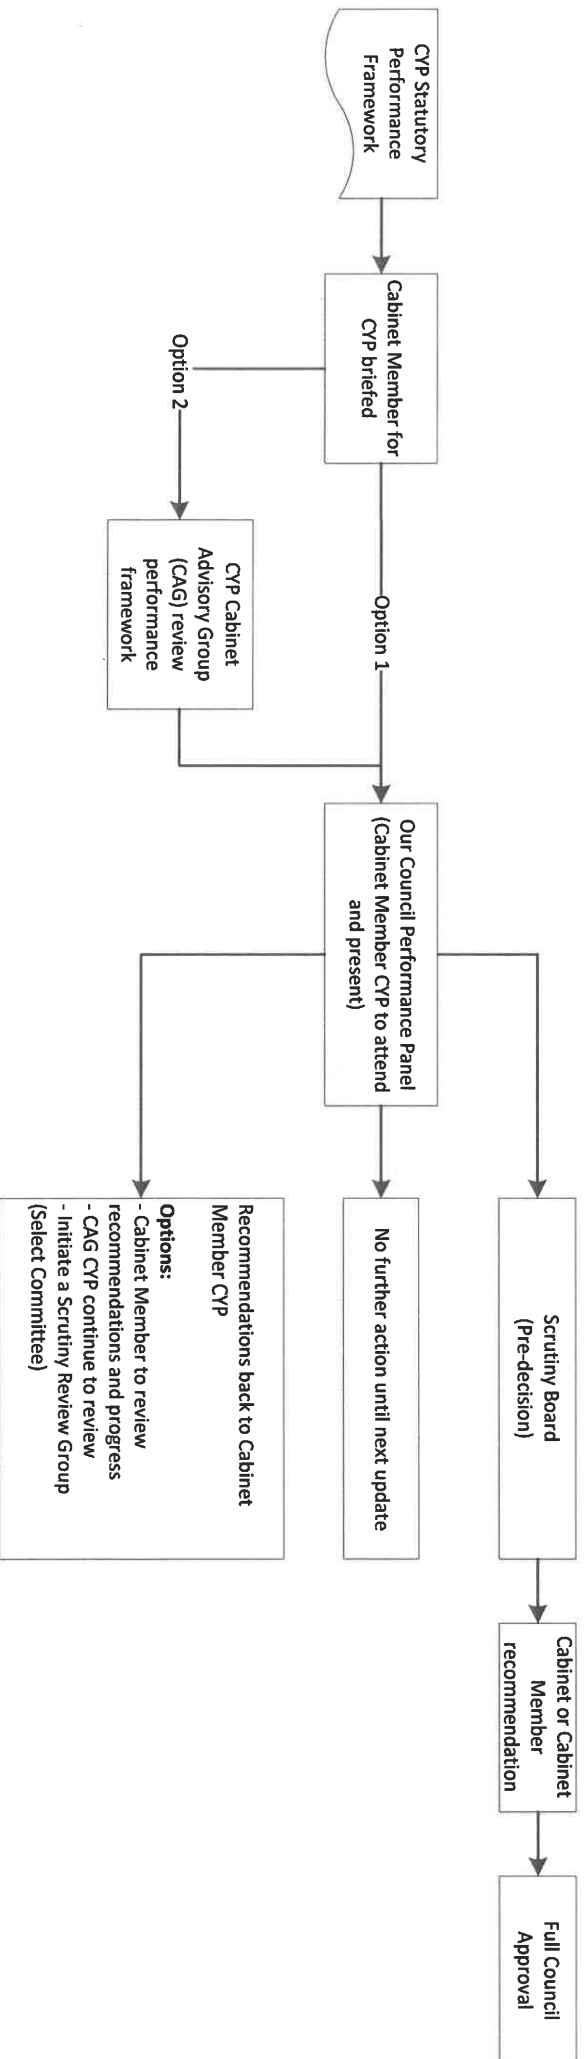 CYP Statutory
Performance
Framework
Cabinet Member for
CYP briefed
Option 1
Option 2
CYP Cabinet
Advisory Group
(CAG) review
performance
framework
Our Council Performance Panel
(Cabinet Member CYP to attend
and present)
Scrutiny Board
(Pre-decision)
Cabinet or Cabinet
Member
recommendation
Full Council
Approval
No further action until next update
Recommendations back to Cabinet
Member CYP
Options:
- Cabinet Member to review
recommendations and progress
- CAG CYP continue to review
- Initiate a Scrutiny Review Group
(Select Committee)